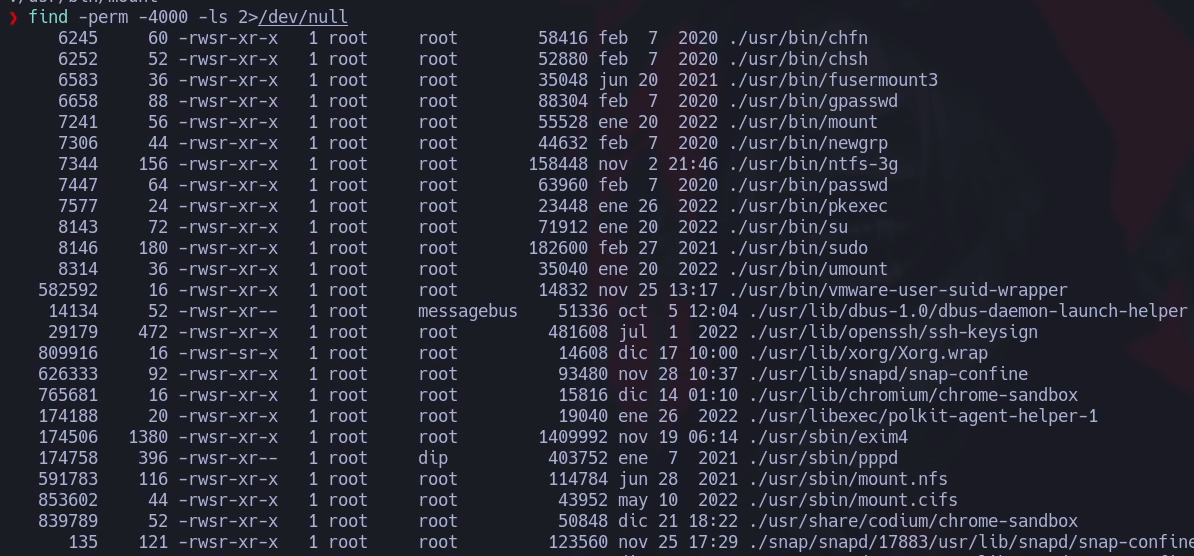 ❯ find -perm -4000 -ls 2>/dev/null
6245 60 -rwsr-xr-x 1 root root 58416 feb 7 2020 ./usr/bin/chfn
6252 52 -rwsr-xr-x 1 root root 52880 feb 7 2020 ./usr/bin/chsh
6583 36 -rwsr-xr-x 1 root root 35048 jun 20 2021 ./usr/bin/fusermount3
6658 88 -rwsr-xr-x 1 root root 88304 feb 7 2020 ./usr/bin/gpasswd
7241 56 -rwsr-xr-x 1 root root 55528 ene 20 2022 ./usr/bin/mount
7306 44 -rwsr-xr-x 1 root root 44632 feb 7 2020 ./usr/bin/newgrp
7344 156 -rwsr-xr-x 1 root root 158448 nov 2 21:46 ./usr/bin/ntfs-3g
7447 64 -rwsr-xr-x 1 root root 63960 feb 7 2020 ./usr/bin/passwd
7577 24 -rwsr-xr-x 1 root root 23448 ene 26 2022 ./usr/bin/pkexec
8143 72 -rwsr-xr-x 1 root root 71912 ene 20 2022 ./usr/bin/su
8146 180 -rwsr-xr-x 1 root root 182600 feb 27 2021 ./usr/bin/sudo
8314 36 -rwsr-xr-x 1 root root 35040 ene 20 2022 ./usr/bin/umount
582592 16 -rwsr-xr-x 1 root root 14832 nov 25 13:17 ./usr/bin/vmware-user-suid-wrapper
14134 52 -rwsr-xr-- 1 root messagebus 51336 oct 5 12:04 ./usr/lib/dbus-1.0/dbus-daemon-launch-helper
29179 472 -rwsr-xr-x 1 root root 481608 jul 1 2022 ./usr/lib/openssh/ssh-keysign
809916 16 -rwsr-sr-x 1 root root 14608 dic 17 10:00 ./usr/lib/xorg/Xorg.wrap
626333 92 -rwsr-xr-x 1 root root 93480 nov 28 10:37 ./usr/lib/snapd/snap-confine
765681 16 -rwsr-xr-x 1 root root 15816 dic 14 01:10 ./usr/lib/chromium/chrome-sandbox
174188 20 -rwsr-xr-x 1 root root 19040 ene 26 2022 ./usr/libexec/polkit-agent-helper-1
174506 1380 -rwsr-xr-x 1 root root 1409992 nov 19 06:14 ./usr/sbin/exim4
174758 396 -rwsr-xr-- 1 root dip 403752 ene 7 2021 ./usr/sbin/pppd
591783 116 -rwsr-xr-x 1 root root 114784 jun 28 2021 ./usr/sbin/mount.nfs
853602 44 -rwsr-xr-x 1 root root 43952 may 10 2022 ./usr/sbin/mount.cifs
839789 52 -rwsr-xr-x 1 root root 50848 dic 21 18:22 ./usr/share/codium/chrome-sandbox
135 121 -rwsr-xr-x 1 root root 123560 nov 25 17:29 ./snap/snapd/17883/usr/lib/snapd/snap-confine